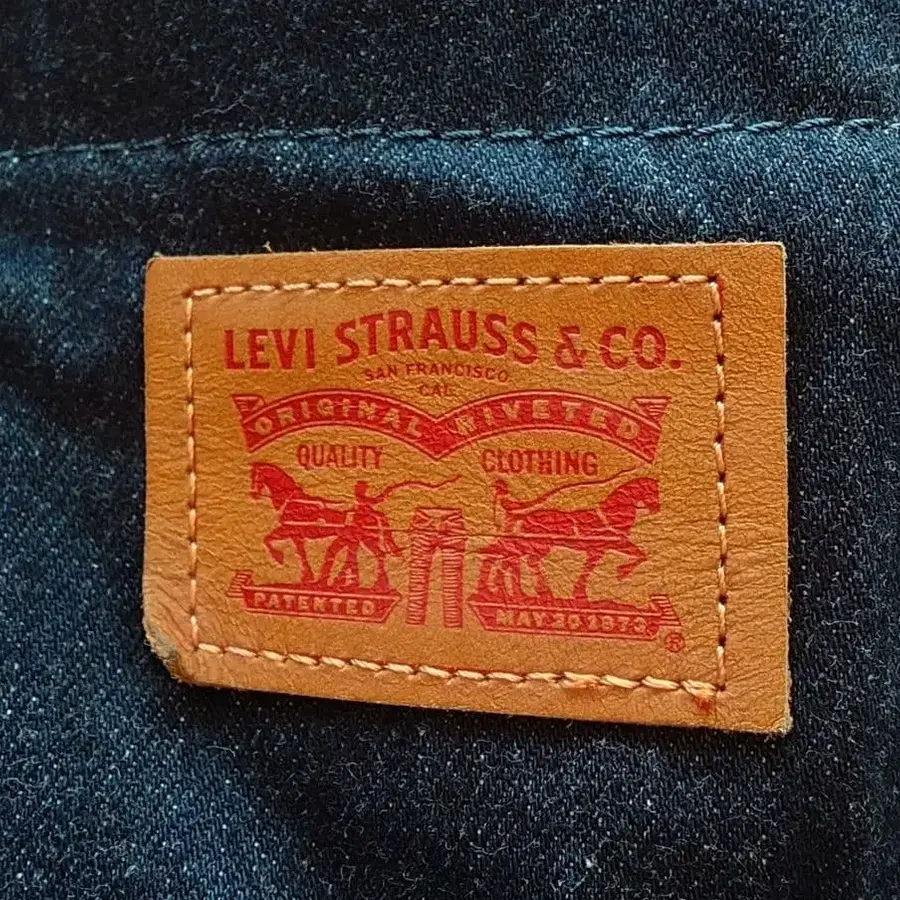 LEVI STRAUSS & CO.
SAN FRANCISCO
CAL
ORIGINAL RIVETED
QUALITY CLOTHING
PATENTED MAY 20 1873
®